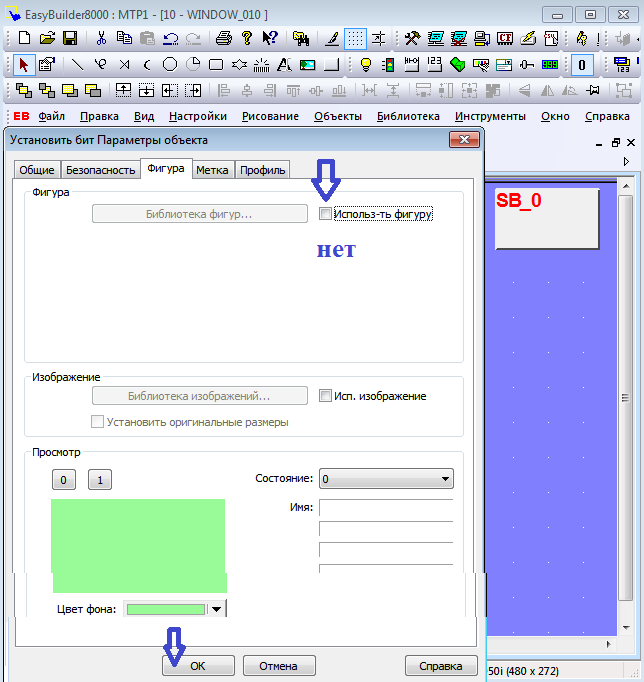 EasyBuilder8000 : MTP1 - [10 - WINDOW_010 ]
EB Файл Правка Вид Настройки Рисование Объекты Библиотека Инструменты Окно Справка
Установить бит Параметры объекта
Общие Безопасность Фигура Метка Профиль
Фигура
Библиотека фигур... Использ-ть фигуру
нет
SB_0
Изображение
Библиотека изображений... Исп. изображение
Установить оригинальные размеры
Просмотр
0 1 Состояние: 0
Имя:
Цвет фона:
OK Отмена Справка
50i (480 x 272)